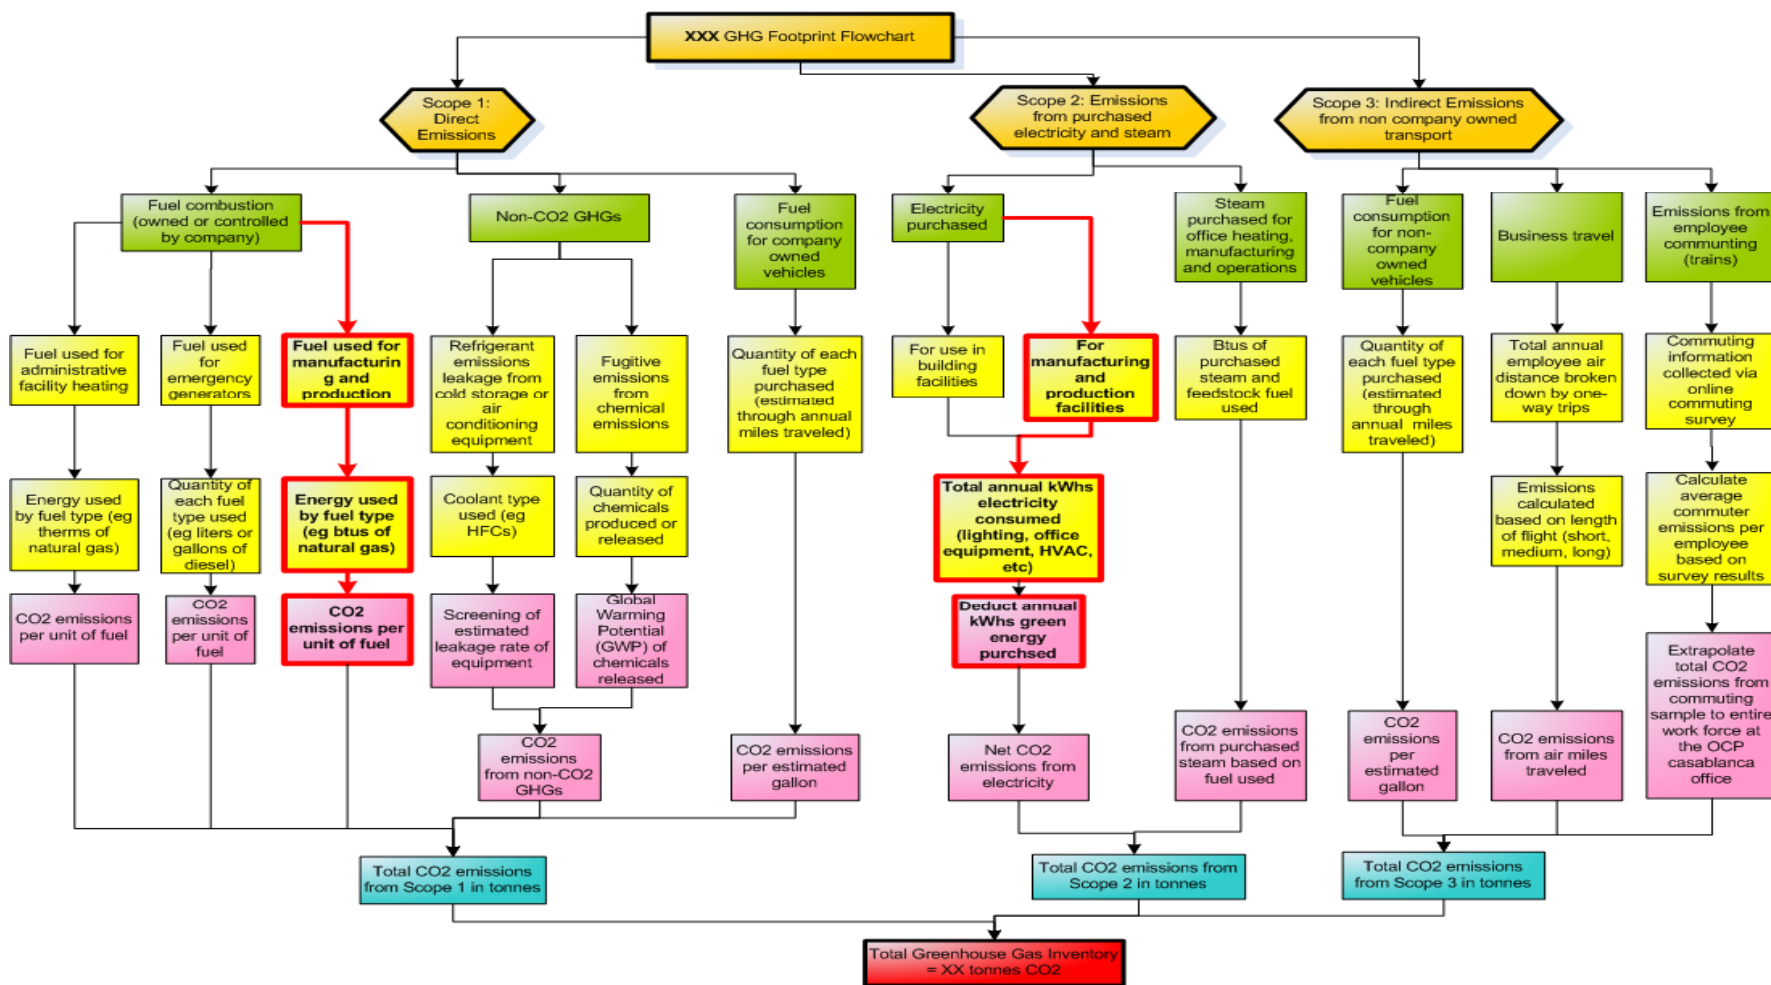 XXX GHG Footprint Flowchart
Scope 1:
Direct
Emissions
Scope 2: Emissions
from purchased
electricity and steam
Scope 3: Indirect Emissions
from non company owned
transport
Fuel combustion
(owned or controlled
by company)
Non-CO2 GHGs
Fuel
consumption
for company
owned
vehicles
Electricity
purchased
Steam
purchased for
office heating,
manufacturing
and operations
Fuel
consumption
for non-
company
owned
vehicles
Business travel
Emissions from
employee
communting
(trains)
Fuel used for
administrative
facility heating
Fuel used
for
emergency
generators
Fuel used for
manufacturin
g and
production
Refrigerant
emissions
leakage from
cold storage or
air
conditioning
equipment
Fugitive
emissions
from chemical
emissions
Quantity of each
fuel type
purchased
(estimated
through annual
miles traveled)
For use in
building
facilities
For
manufacturing
and
production
facilities
Btus of
purchased
steam and
feedstock fuel
used
Quantity of
each fuel type
purchased
(estimated
through
annual miles
traveled)
Total annual
employee air
distance broken
down by one-
way trips
Commuting
information
collected via
online
commuting
survey
Energy used
by fuel type (eg
therms of
natural gas)
Quantity of
each fuel
type used
(eg liters or
gallons of
diesel)
Energy used
by fuel type
(eg btus of
natural gas)
Coolant type
used (eg
HFCs)
Quantity of
chemicals
produced or
released
Total annual kWhs
electricity
consumed
(lighting, office
equipment, HVAC,
etc)
Emissions
calculated
based on length
of flight (short,
medium, long)
Calculate
average
commuter
emissions per
employee
based on
survey results
CO2 emissions
per unit of fuel
CO2
emissions
per unit of
fuel
CO2
emissions per
unit of fuel
Screening of
estimated
leakage rate of
equipment
Global
Warming
Potential
(GWP) of
chemicals
released
Deduct annual
kWhs green
energy
purchsed
Extrapolate
total CO2
emissions from
commuting
sample to entire
work force at
the OCP
casablanca
office
CO2
emissions
from non-CO2
GHGs
CO2 emissions
per estimated
gallon
Net CO2
emissions from
electricity
CO2 emissions
from purchased
steam based on
fuel used
CO2
emissions
per
estimated
gallon
CO2 emissions
from air miles
traveled
Total CO2 emissions
from Scope 1 in tonnes
Total CO2 emissions from
Scope 2 in tonnes
Total CO2 emissions
from Scope 3 in tonnes
Total Greenhouse Gas Inventory
= XX tonnes CO2